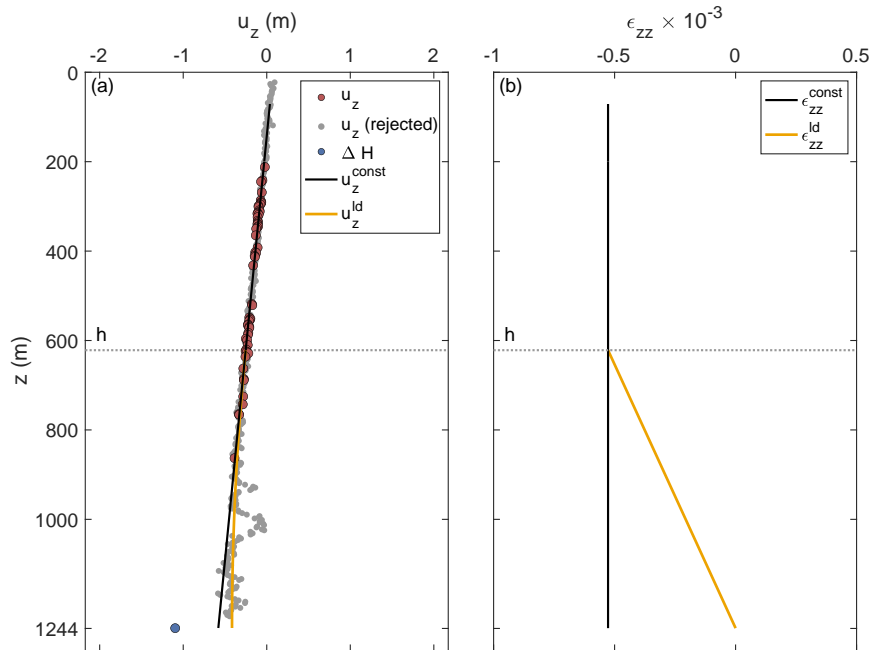 u_z (m)
-2 -1 0 1 2
(a)
u_z
u_z (rejected)
Δ H
u_z^const
u_z^ld
0
200
400
600
800
1000
1244
z (m)
h
ϵ_zz × 10^-3
-1 -0.5 0 0.5
(b)
ϵ_zz^const
ϵ_zz^ld
h